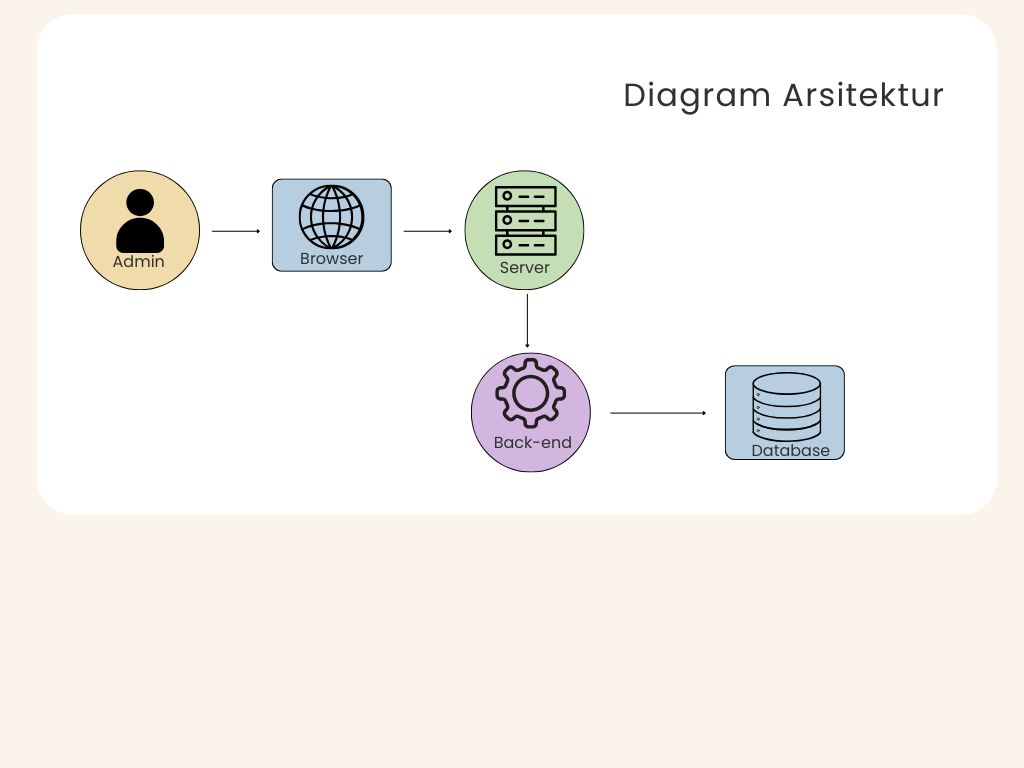 Diagram Arsitektur
Admin
Browser
Server
Back-end
Database